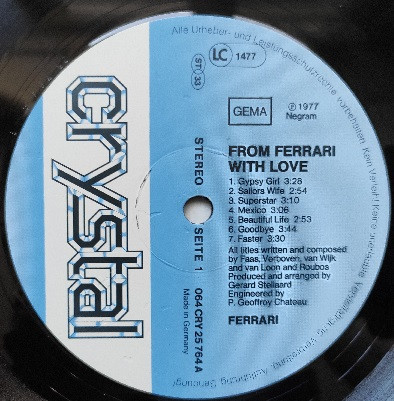 crystal
Alle Urheber- und Leistungsschutzrechte vorbehalten. Kein Verleih!
ST 33
LC 1477
GEMA
℗ 1977
Negram
STEREO SEITE 1
064 CRY 25 764 A
Made in Germany
FROM FERRARI
WITH LOVE
1. Gypsy Girl 3:28
2. Sailors Wife 2:54
3. Superstar 3:10
4. Mexico 3:06
5. Beautiful Life 2:53
6. Goodbye 3:44
7. Faster 3:30
All titles written and composed
by Faas, Verboven, van Wijk
and van Loon and Roubos
Produced and arranged by
Gerard Stellaard
Engineered by
P. Geoffroy Chateau
FERRARI